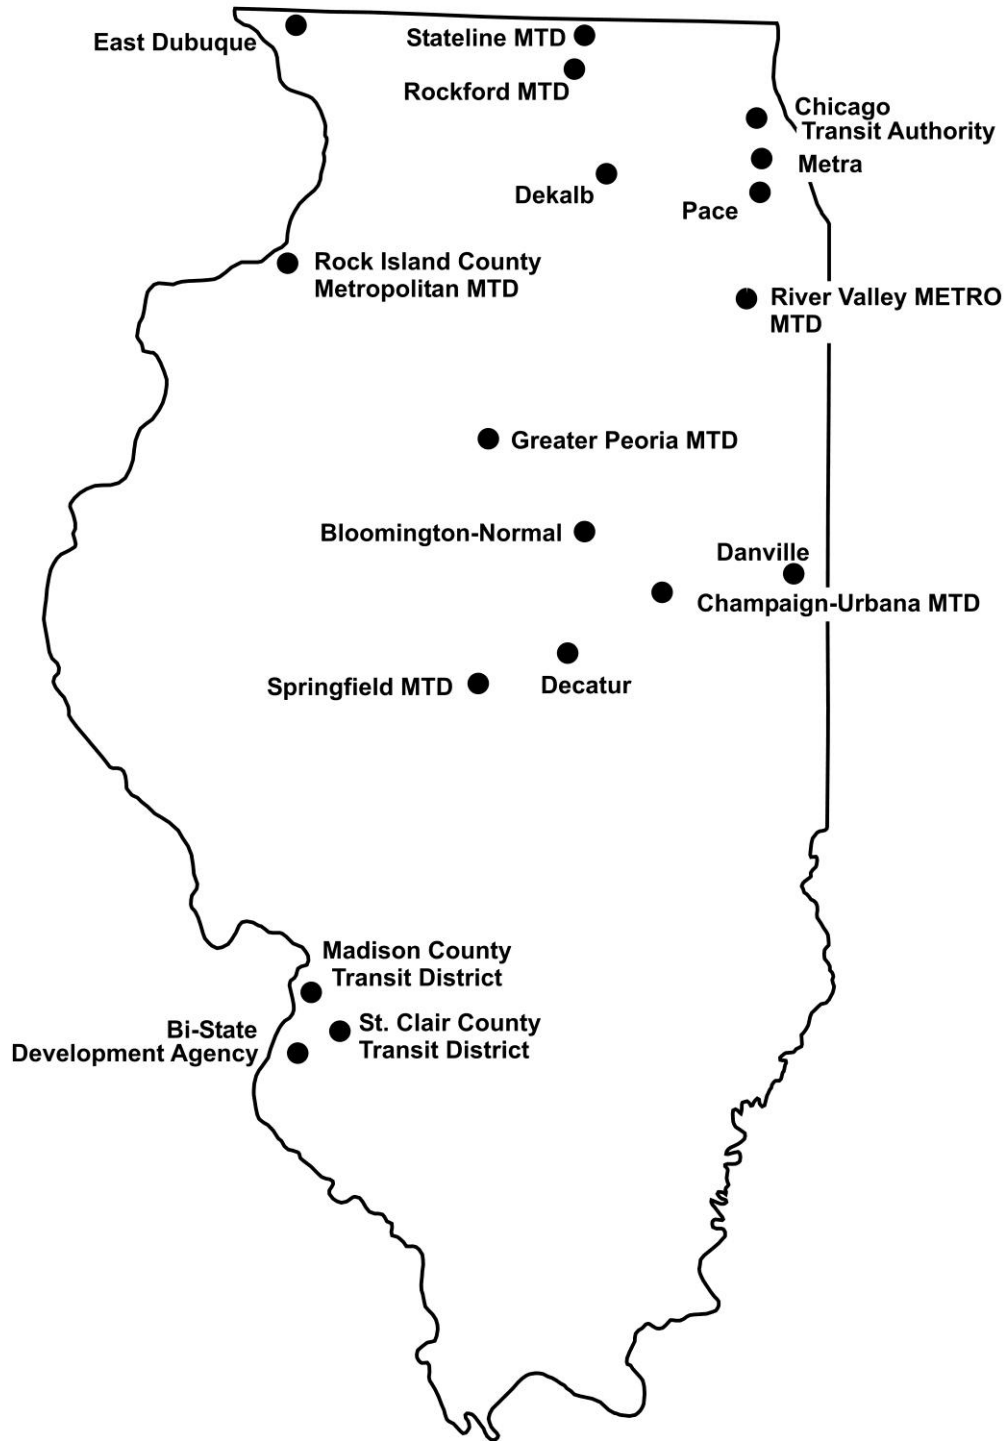 East Dubuque
Stateline MTD
Rockford MTD
Chicago
Transit Authority
Metra
Dekalb
Pace
Rock Island County
Metropolitan MTD
River Valley METRO
MTD
Greater Peoria MTD
Bloomington-Normal
Danville
Champaign-Urbana MTD
Springfield MTD
Decatur
Madison County
Transit District
St. Clair County
Transit District
Bi-State
Development Agency